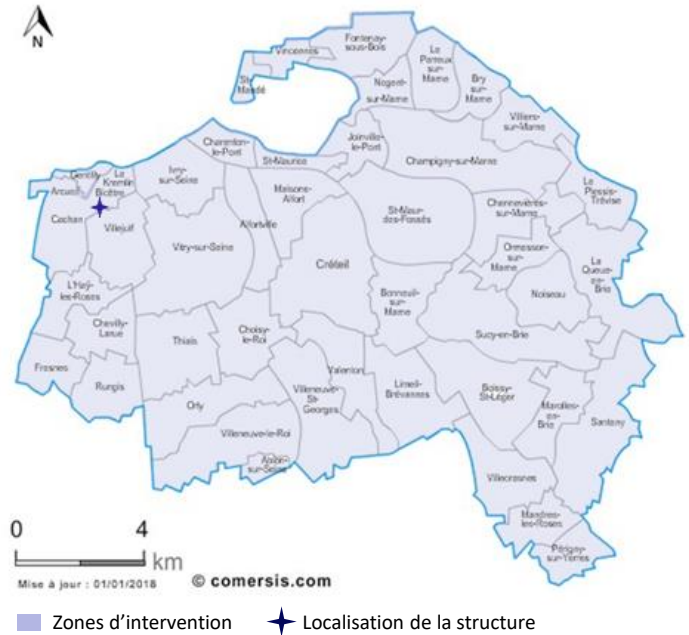 N
Fontenay-
sous-Bois
Vincennes
Le
Perreux
sur-
Marne
St-
Mandé
Nogent-
sur-Marne
Bry
sur-
Marne
Villiers-
sur-Marne
Joinville-
le-Pont
Charenton-
le-Pont
St-Maurice
Champigny-sur-Marne
Gentilly
Le
Kremlin
Bicêtre
Ivry-
sur-Seine
Arcueil
Maisons-
Alfort
Le
Plessis-
Trévise
Cachan
Villejuif
Alfortville
St-Maur-
des-Fossés
Chennevières-
sur-Marne
Vitry-sur-Seine
Créteil
Ormesson-
sur-
Marne
La
Queue-
en-
Brie
L'Haÿ-
les-Roses
Bonneuil-
sur-
Marne
Noiseau
Chevilly-
Larue
Thiais
Choisy-
le-Roi
Sucy-en-Brie
Fresnes
Rungis
Valenton
Limeil-
Brévannes
Boissy-
St-Léger
Villeneuve-
St-
Georges
Orly
Marolles-
en-
Brie
Santeny
Villeneuve-le-Roi
Ablon-
sur-Seine
Villecresnes
Mandres-
les-Roses
Périgny-
sur-Yerres
0 4
km
Mise à jour : 01/01/2018 © comersis.com
Zones d'intervention Localisation de la structure